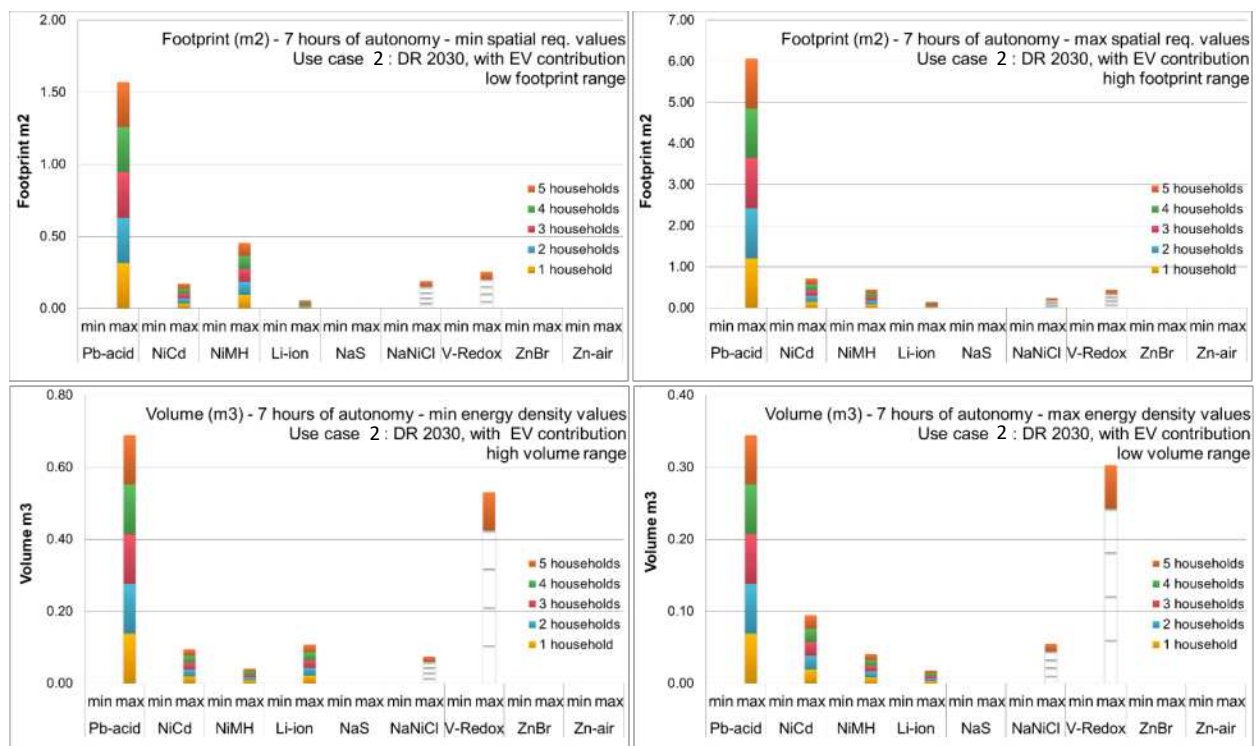 Footprint (m2) - 7 hours of autonomy - min spatial req. values
Use case 2 : DR 2030, with EV contribution
low footprint range
Footprint m2
2.00
1.50
1.00
0.50
0.00
5 households
4 households
3 households
2 households
1 household
min max min max min max min max min max min max min max min max min max
Pb-acid NiCd NiMH Li-ion NaS NaNiCl V-Redox ZnBr Zn-air
Footprint (m2) - 7 hours of autonomy - max spatial req. values
Use case 2 : DR 2030, with EV contribution
high footprint range
Footprint m2
7.00
6.00
5.00
4.00
3.00
2.00
1.00
0.00
5 households
4 households
3 households
2 households
1 household
min max min max min max min max min max min max min max min max min max
Pb-acid NiCd NiMH Li-ion NaS NaNiCl V-Redox ZnBr Zn-air
Volume (m3) - 7 hours of autonomy - min energy density values
Use case 2 : DR 2030, with EV contribution
high volume range
Volume m3
0.80
0.60
0.40
0.20
0.00
5 households
4 households
3 households
2 households
1 household
min max min max min max min max min max min max min max min max min max
Pb-acid NiCd NiMH Li-ion NaS NaNiCl V-Redox ZnBr Zn-air
Volume (m3) - 7 hours of autonomy - max energy density values
Use case 2 : DR 2030, with EV contribution
low volume range
Volume m3
0.40
0.30
0.20
0.10
0.00
5 households
4 households
3 households
2 households
1 household
min max min max min max min max min max min max min max min max min max
Pb-acid NiCd NiMH Li-ion NaS NaNiCl V-Redox ZnBr Zn-air